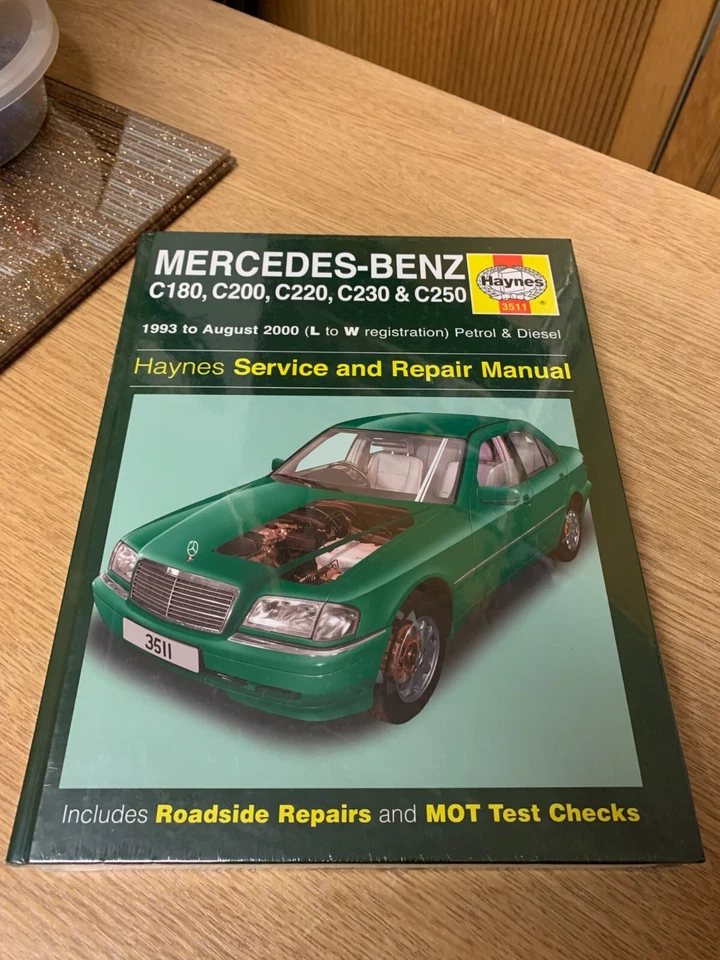 MERCEDES-BENZ
C180, C200, C220, C230 & C250
Haynes
3511
®
1993 to August 2000 (L to W registration) Petrol & Diesel
Haynes Service and Repair Manual
3511
Includes Roadside Repairs and MOT Test Checks